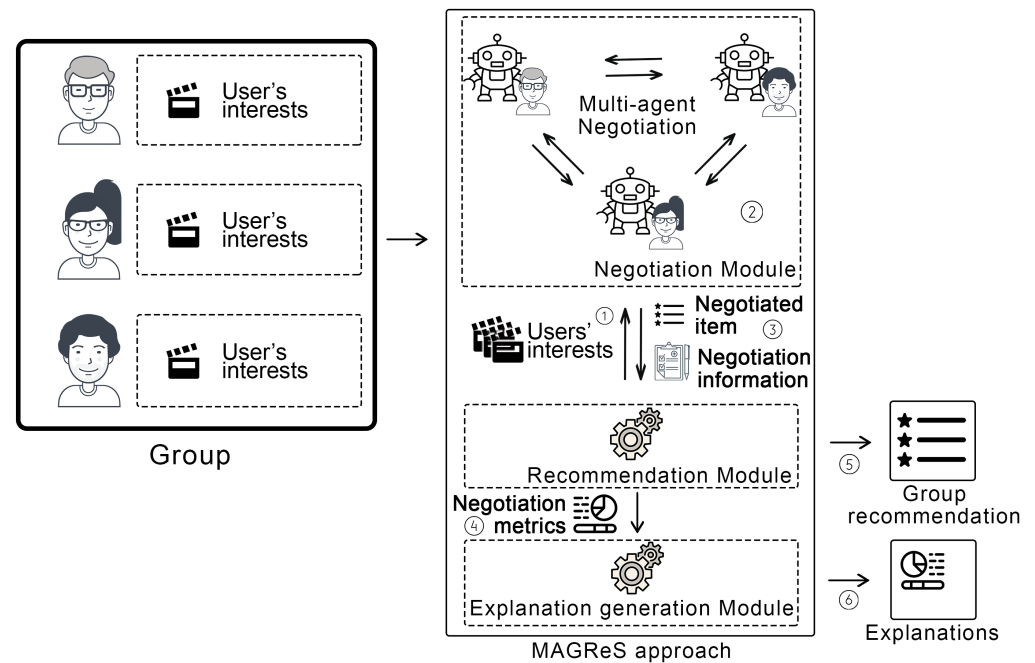 User's
interests
User's
interests
User's
interests
Group
Multi-agent
Negotiation
2
Negotiation Module
1
Users'
interests
Negotiated
item
3
Negotiation
information
Recommendation Module
Negotiation
4 metrics
Explanation generation Module
MAGReS approach
5
Group
recommendation
6
Explanations